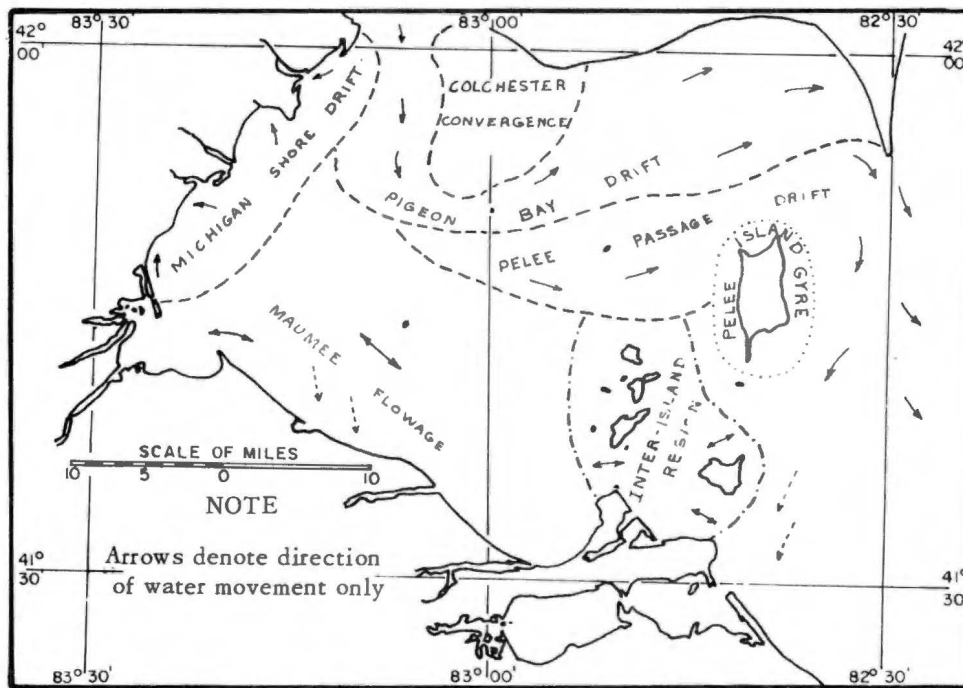 83°30'
83°00'
82°30'
42°
00'
42°
00'
COLCHESTER
CONVERGENCE
MICHIGAN SHORE DRIFT
PIGEON BAY DRIFT
PELEE PASSAGE DRIFT
PELEE ISLAND GYRE
MAUMEE
FLOWAGE
INTER-ISLAND
REGION
SCALE OF MILES
10 5 0 10
NOTE
Arrows denote direction
of water movement only
41°
30'
41°
30'
83°30'
83°00'
82°30'